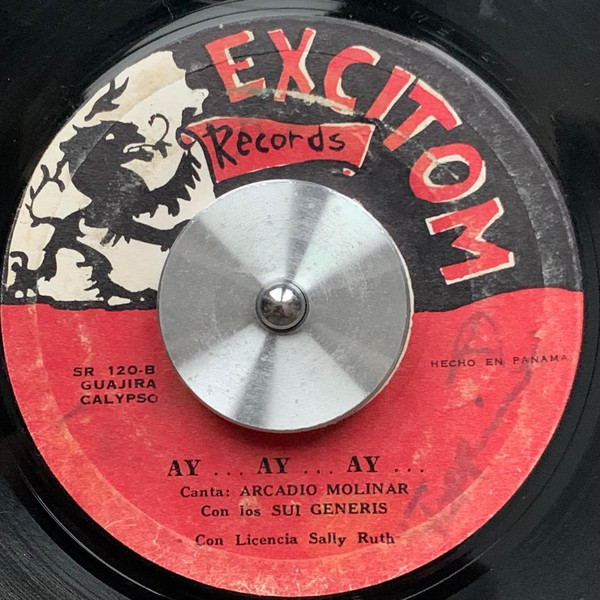 EXCITOM
Records
SR 120-B
GUAJIRA
CALYPSO
HECHO EN PANAMA
AY ... AY ... AY ...
Canta: ARCADIO MOLINAR
Con los SUI GENERIS
Con Licencia Sally Ruth